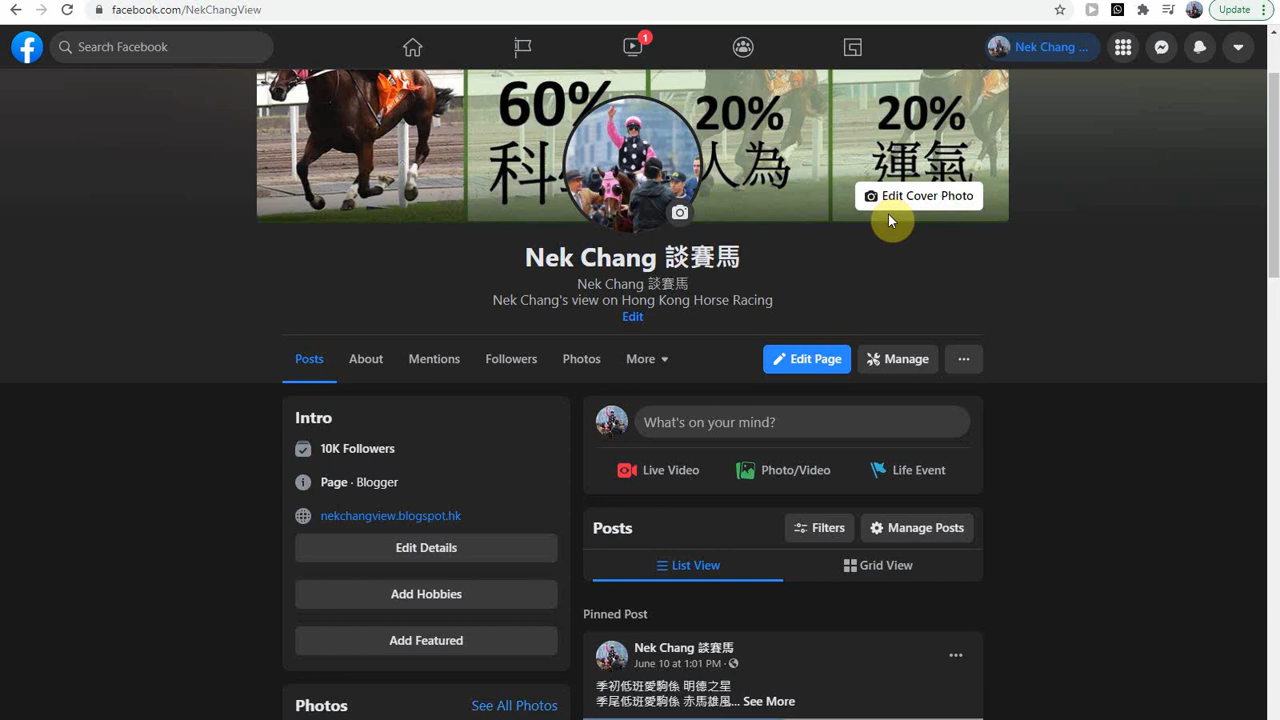 facebook.com/NekChangView
Update
Search Facebook
1
Nek Chang ...
60%
20%
20%
科
人為
運氣
Edit Cover Photo
Nek Chang 談賽馬
Nek Chang 談賽馬
Nek Chang's view on Hong Kong Horse Racing
Edit
Posts
About
Mentions
Followers
Photos
More
Edit Page
Manage
Intro
10K Followers
Page · Blogger
nekchangview.blogspot.hk
Edit Details
Add Hobbies
Add Featured
Photos
See All Photos
What's on your mind?
Live Video
Photo/Video
Life Event
Posts
Filters
Manage Posts
List View
Grid View
Pinned Post
Nek Chang 談賽馬
June 10 at 1:01 PM ·
季初低班愛駒係 明德之星
季尾低班愛駒係 赤馬雄風... See More